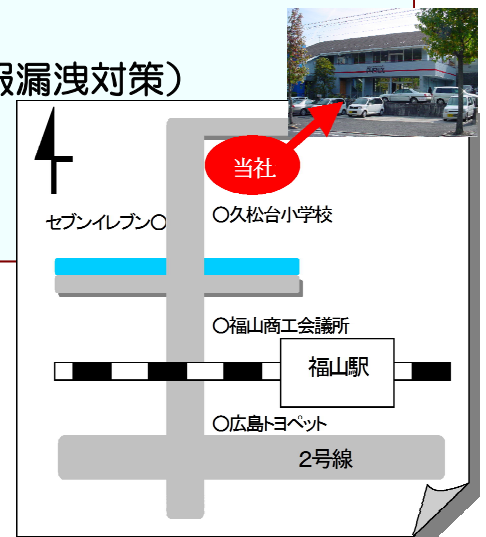 報漏洩対策）
当社
セブンイレブン○
○久松台小学校
○福山商工会議所
福山駅
○広島トヨペット
2号線